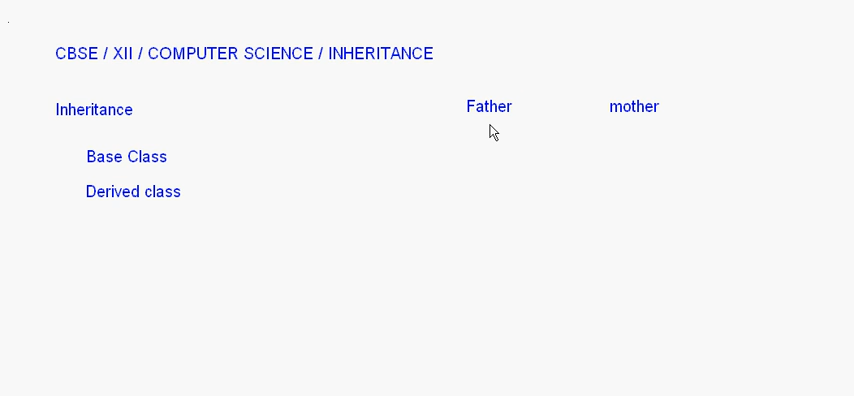 CBSE / XII / COMPUTER SCIENCE / INHERITANCE
Inheritance
Father
mother
Base Class
Derived class